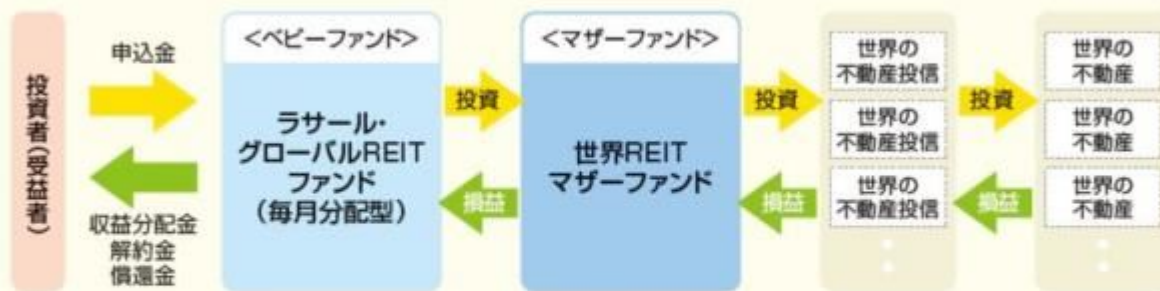 投資者(受益者)
申込金
収益分配金
解約金
償還金
<ベビーファンド>
ラサール・
グローバルREIT
ファンド
(毎月分配型)
投資
損益
<マザーファンド>
世界REIT
マザーファンド
投資
損益
世界の
不動産投信
世界の
不動産投信
世界の
不動産投信
投資
損益
世界の
不動産
世界の
不動産
世界の
不動産